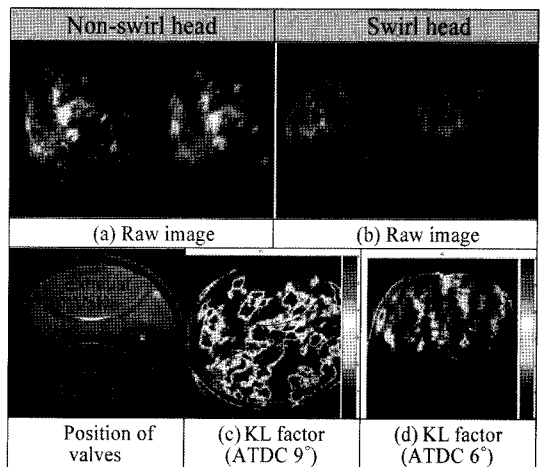 Non-swirl head
Swirl head
(a) Raw image
(b) Raw image
Position of
valves
(c) KL factor
(ATDC 9°)
(d) KL factor
(ATDC 6°)